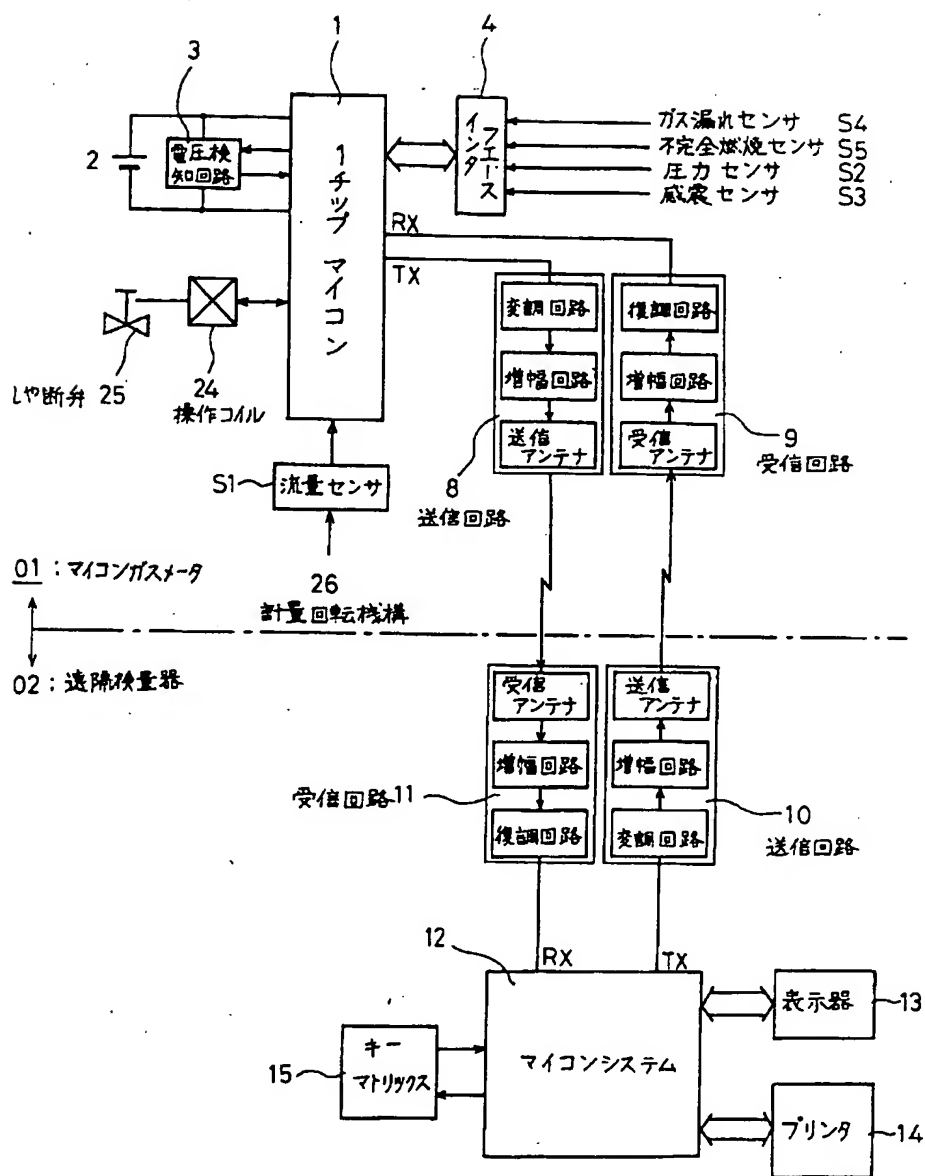 1
3
4
2
電圧検
知回路
1チップ マイコン
インタ
フエース
ガス漏れセンサ S4
不完全燃焼センサ S5
圧力センサ S2
感震センサ S3
RX
TX
変調回路
増幅回路
送信
アンテナ
8
送信回路
復調回路
増幅回路
受信アンテナ
9
受信回路
しや断弁 25
24
操作コイル
S1
流量センサ
26
計量回転機構
01:マイコンガスメータ
02:遠隔検量器
受信
アンテナ
増幅回路
復調回路
受信回路11
送信
アンテナ
増幅回路
変調回路
10
送信回路
12
RX
TX
マイコンシステム
表示器
13
プリンタ
14
キー
マトリックス
15